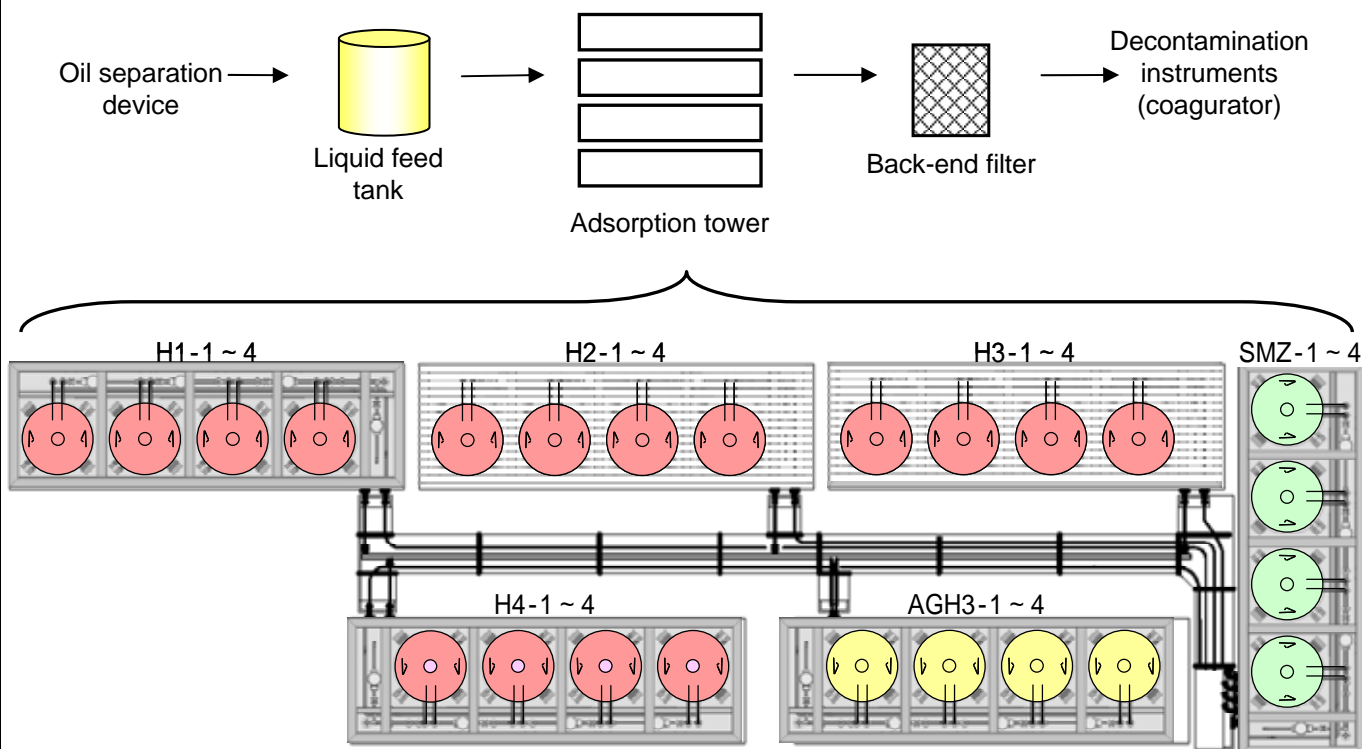 Oil separation
device
Liquid feed
tank
Adsorption tower
Back-end filter
Decontamination
instruments
(coagurator)
H1-1 ~ 4
H2-1 ~ 4
H3-1 ~ 4
SMZ-1 ~ 4
H4-1 ~ 4
AGH3-1 ~ 4